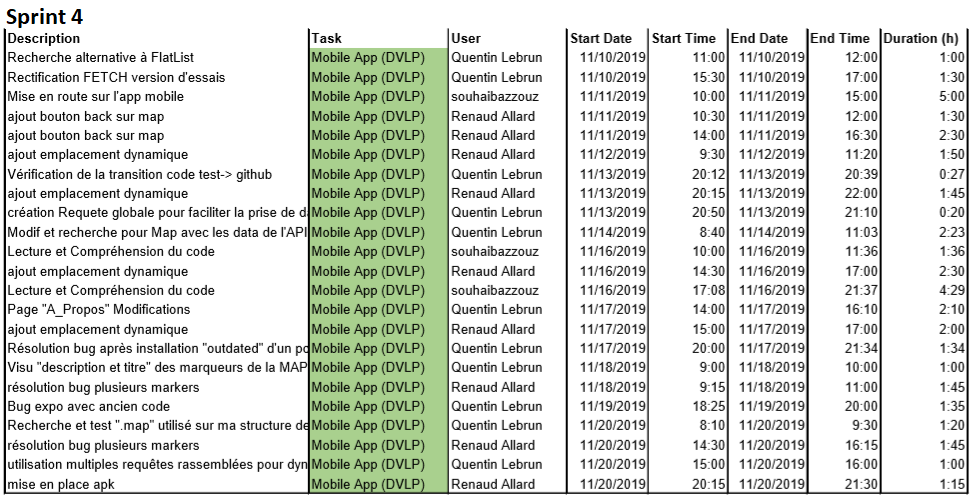 Sprint 4
Description Task User Start Date Start Time End Date End Time Duration (h)
Recherche alternative à FlatList Mobile App (DVLP) Quentin Lebrun 11/10/2019 11:00 11/10/2019 12:00 1:00
Rectification FETCH version d'essais Mobile App (DVLP) Quentin Lebrun 11/10/2019 15:30 11/10/2019 17:00 1:30
Mise en route sur l'app mobile Mobile App (DVLP) souhaibazzouz 11/11/2019 10:00 11/11/2019 15:00 5:00
ajout bouton back sur map Mobile App (DVLP) Renaud Allard 11/11/2019 10:30 11/11/2019 12:00 1:30
ajout bouton back sur map Mobile App (DVLP) Renaud Allard 11/11/2019 14:00 11/11/2019 16:30 2:30
ajout emplacement dynamique Mobile App (DVLP) Renaud Allard 11/12/2019 9:30 11/12/2019 11:20 1:50
Vérification de la transition code test-> github Mobile App (DVLP) Quentin Lebrun 11/13/2019 20:12 11/13/2019 20:39 0:27
ajout emplacement dynamique Mobile App (DVLP) Renaud Allard 11/13/2019 20:15 11/13/2019 22:00 1:45
création Requete globale pour faciliter la prise de da Mobile App (DVLP) Quentin Lebrun 11/13/2019 20:50 11/13/2019 21:10 0:20
Modif et recherche pour Map avec les data de l'API Mobile App (DVLP) Quentin Lebrun 11/14/2019 8:40 11/14/2019 11:03 2:23
Lecture et Compréhension du code Mobile App (DVLP) souhaibazzouz 11/16/2019 10:00 11/16/2019 11:36 1:36
ajout emplacement dynamique Mobile App (DVLP) Renaud Allard 11/16/2019 14:30 11/16/2019 17:00 2:30
Lecture et Compréhension du code Mobile App (DVLP) souhaibazzouz 11/16/2019 17:08 11/16/2019 21:37 4:29
Page "A_Propos" Modifications Mobile App (DVLP) Quentin Lebrun 11/17/2019 14:00 11/17/2019 16:10 2:10
ajout emplacement dynamique Mobile App (DVLP) Renaud Allard 11/17/2019 15:00 11/17/2019 17:00 2:00
Résolution bug après installation "outdated" d'un po Mobile App (DVLP) Quentin Lebrun 11/17/2019 20:00 11/17/2019 21:34 1:34
Visu "description et titre" des marqueurs de la MAP Mobile App (DVLP) Quentin Lebrun 11/18/2019 9:00 11/18/2019 10:00 1:00
résolution bug plusieurs markers Mobile App (DVLP) Renaud Allard 11/18/2019 9:15 11/18/2019 11:00 1:45
Bug expo avec ancien code Mobile App (DVLP) Quentin Lebrun 11/19/2019 18:25 11/19/2019 20:00 1:35
Recherche et test ".map" utilisé sur ma structure de Mobile App (DVLP) Quentin Lebrun 11/20/2019 8:10 11/20/2019 9:30 1:20
résolution bug plusieurs markers Mobile App (DVLP) Renaud Allard 11/20/2019 14:30 11/20/2019 16:15 1:45
utilisation multiples requêtes rassemblées pour dyn Mobile App (DVLP) Quentin Lebrun 11/20/2019 15:00 11/20/2019 16:00 1:00
mise en place apk Mobile App (DVLP) Renaud Allard 11/20/2019 20:15 11/20/2019 21:30 1:15